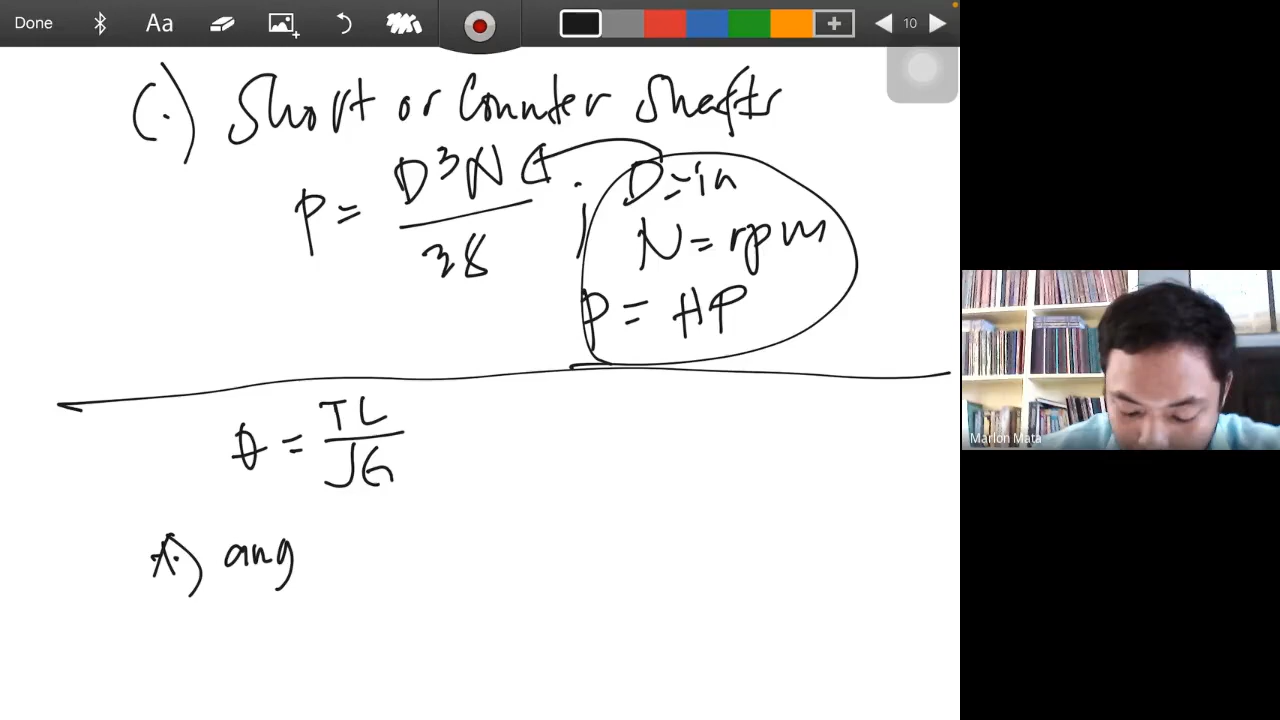 Done Aa 10
C.) Short or Counter Shafts
P = D³N / 38 ; D = in
N = rpm
P = HP
θ = TL / JG
A.) ang
Marlon Mata